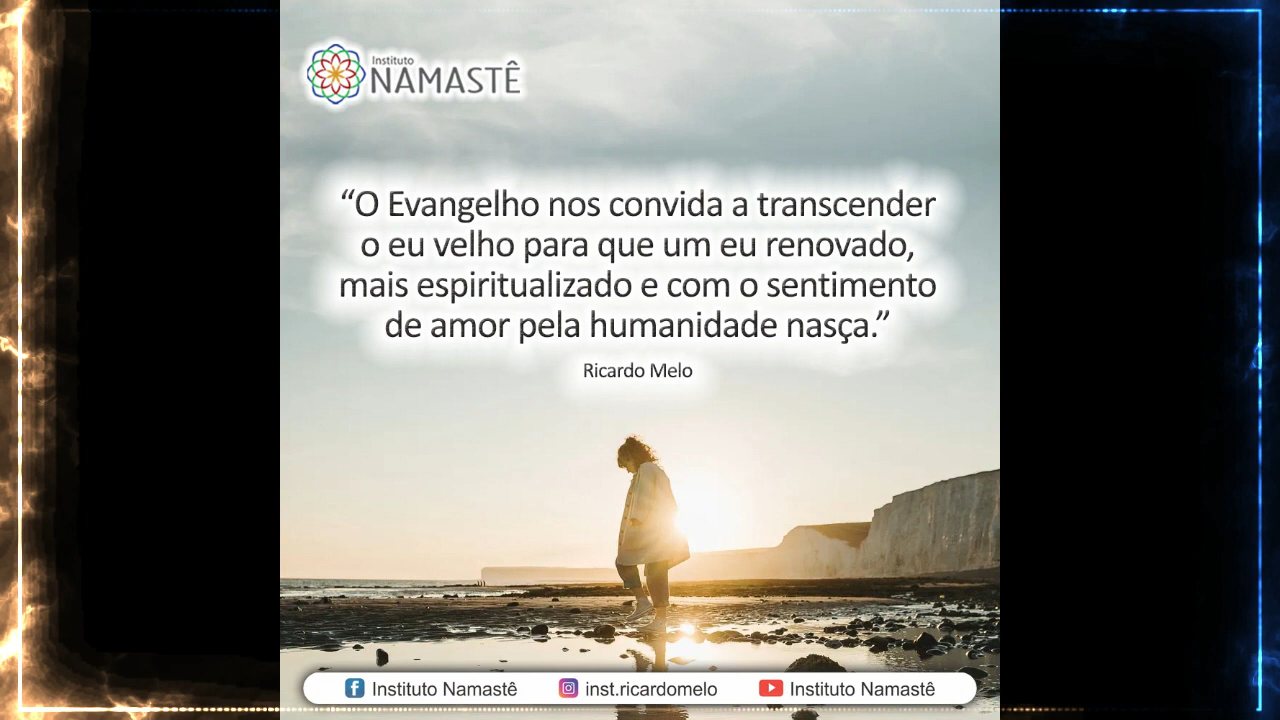 Instituto
NAMASTÊ
“O Evangelho nos convida a transcender
o eu velho para que um eu renovado,
mais espiritualizado e com o sentimento
de amor pela humanidade nasça.”
Ricardo Melo
Instituto Namastê inst.ricardomelo Instituto Namastê